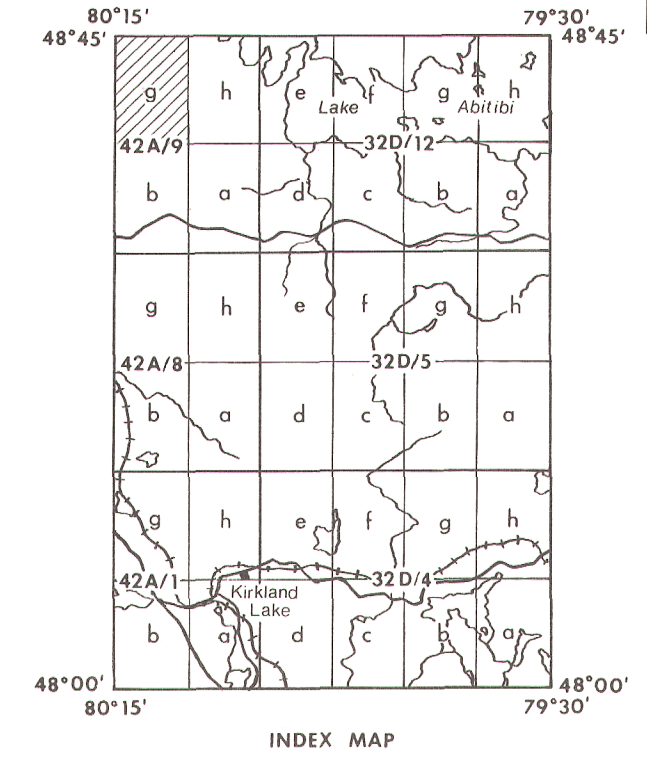 80°15' 79°30'
48°45' 48°45'
g h e f g h
Lake Abitibi
42A/9 32D/12
b a d c b a
g h e f g h
42A/8 32D/5
b a d c b a
g h e f g h
42A/1 32D/4
Kirkland
Lake
b a d c b a
48°00' 48°00'
80°15' 79°30'
INDEX MAP